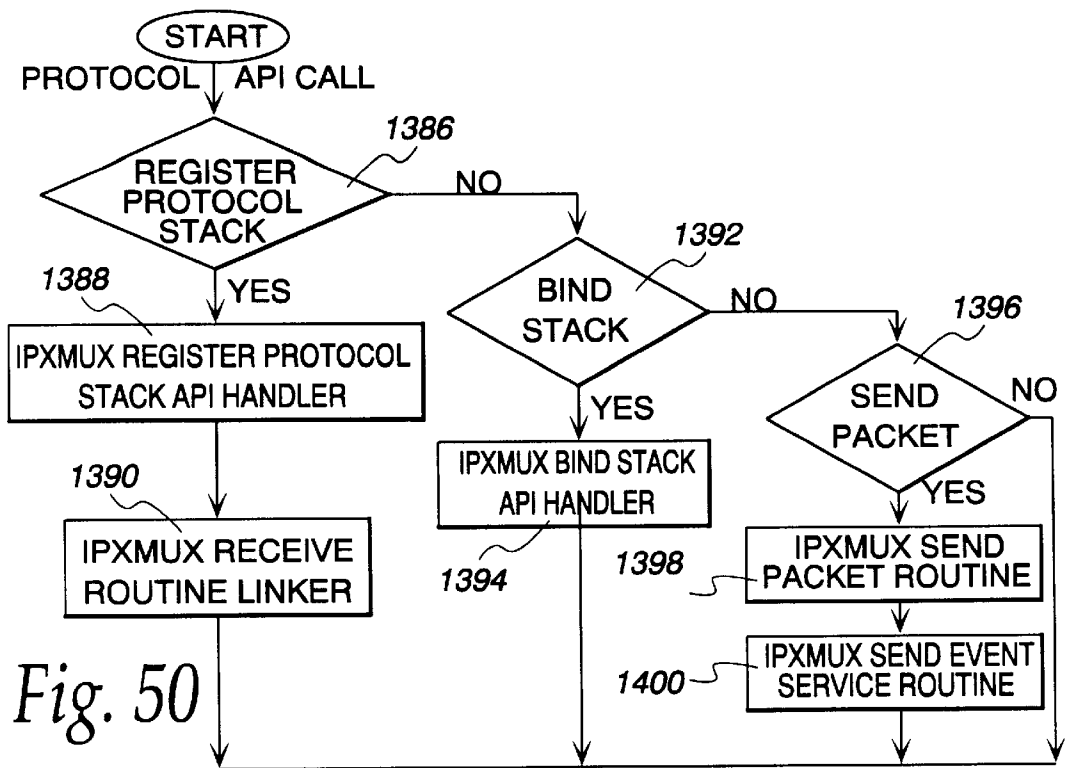 START
PROTOCOL API CALL
1386
REGISTER
PROTOCOL
STACK
NO
YES
1388
IPXMUX REGISTER PROTOCOL
STACK API HANDLER
1390
IPXMUX RECEIVE
ROUTINE LINKER
1392
BIND
STACK
NO
YES
IPXMUX BIND STACK
API HANDLER
1394
1396
SEND
PACKET
NO
YES
1398
IPXMUX SEND
PACKET ROUTINE
1400
IPXMUX SEND EVENT
SERVICE ROUTINE
Fig. 50